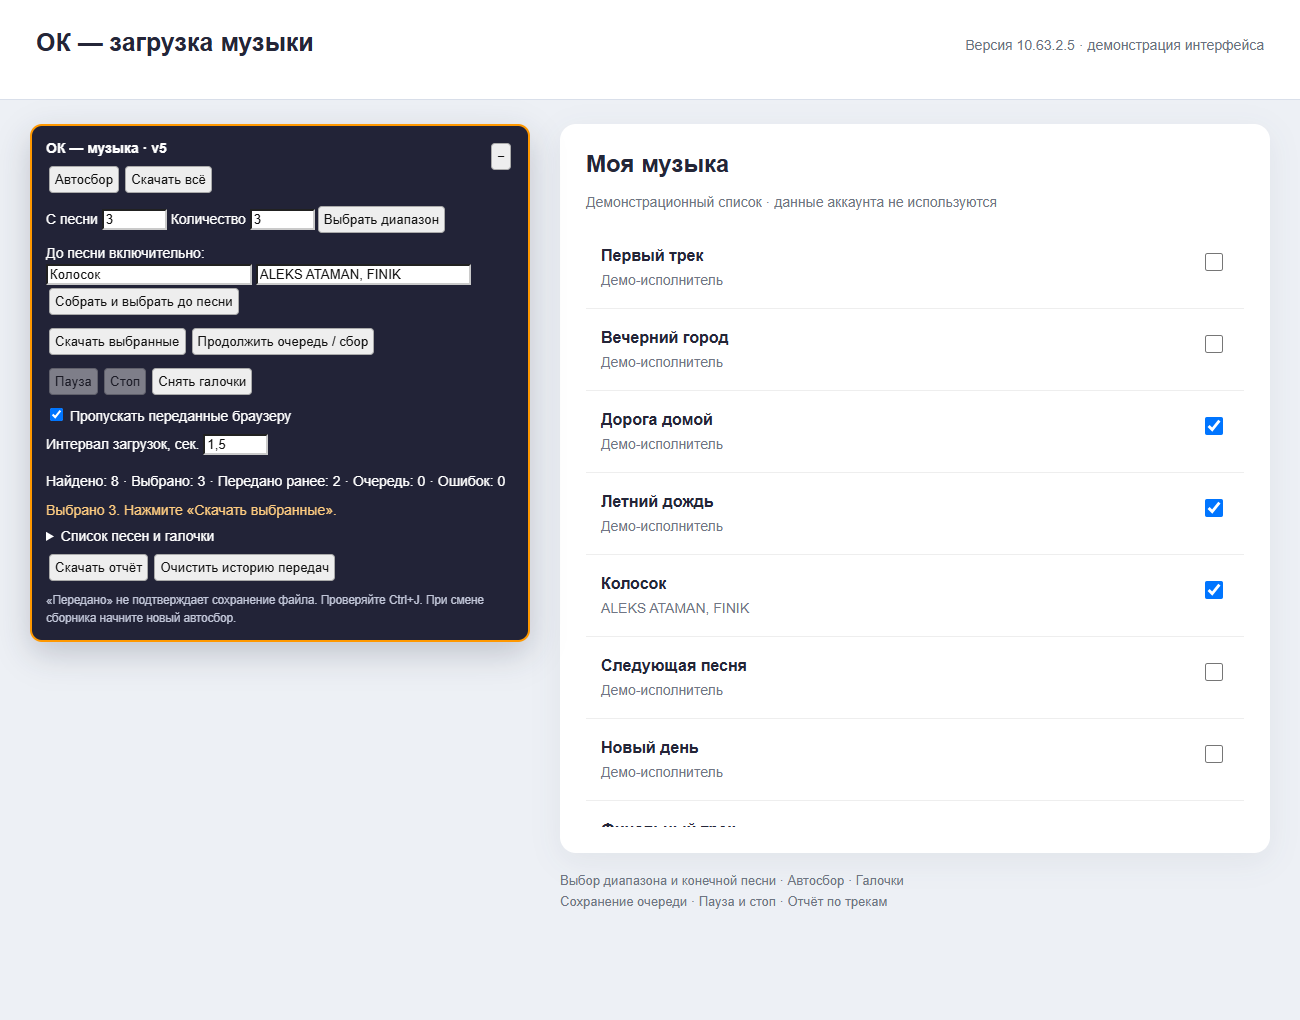 ОК — загрузка музыки
Версия 10.63.2.5 · демонстрация интерфейса
ОК — музыка · v5
–
Автосбор Скачать всё
С песни 3 Количество 3 Выбрать диапазон
До песни включительно:
Колосок ALEKS ATAMAN, FINIK
Собрать и выбрать до песни
Скачать выбранные Продолжить очередь / сбор
Пауза Стоп Снять галочки
Пропускать переданные браузеру
Интервал загрузок, сек. 1,5
Найдено: 8 · Выбрано: 3 · Передано ранее: 2 · Очередь: 0 · Ошибок: 0
Выбрано 3. Нажмите «Скачать выбранные».
Список песен и галочки
Скачать отчёт Очистить историю передач
«Передано» не подтверждает сохранение файла. Проверяйте Ctrl+J. При смене
сборника начните новый автосбор.
Моя музыка
Демонстрационный список · данные аккаунта не используются
Первый трек
Демо-исполнитель
Вечерний город
Демо-исполнитель
Дорога домой
Демо-исполнитель
Летний дождь
Демо-исполнитель
Колосок
ALEKS ATAMAN, FINIK
Следующая песня
Демо-исполнитель
Новый день
Демо-исполнитель
Выбор диапазона и конечной песни · Автосбор · Галочки
Сохранение очереди · Пауза и стоп · Отчёт по трекам